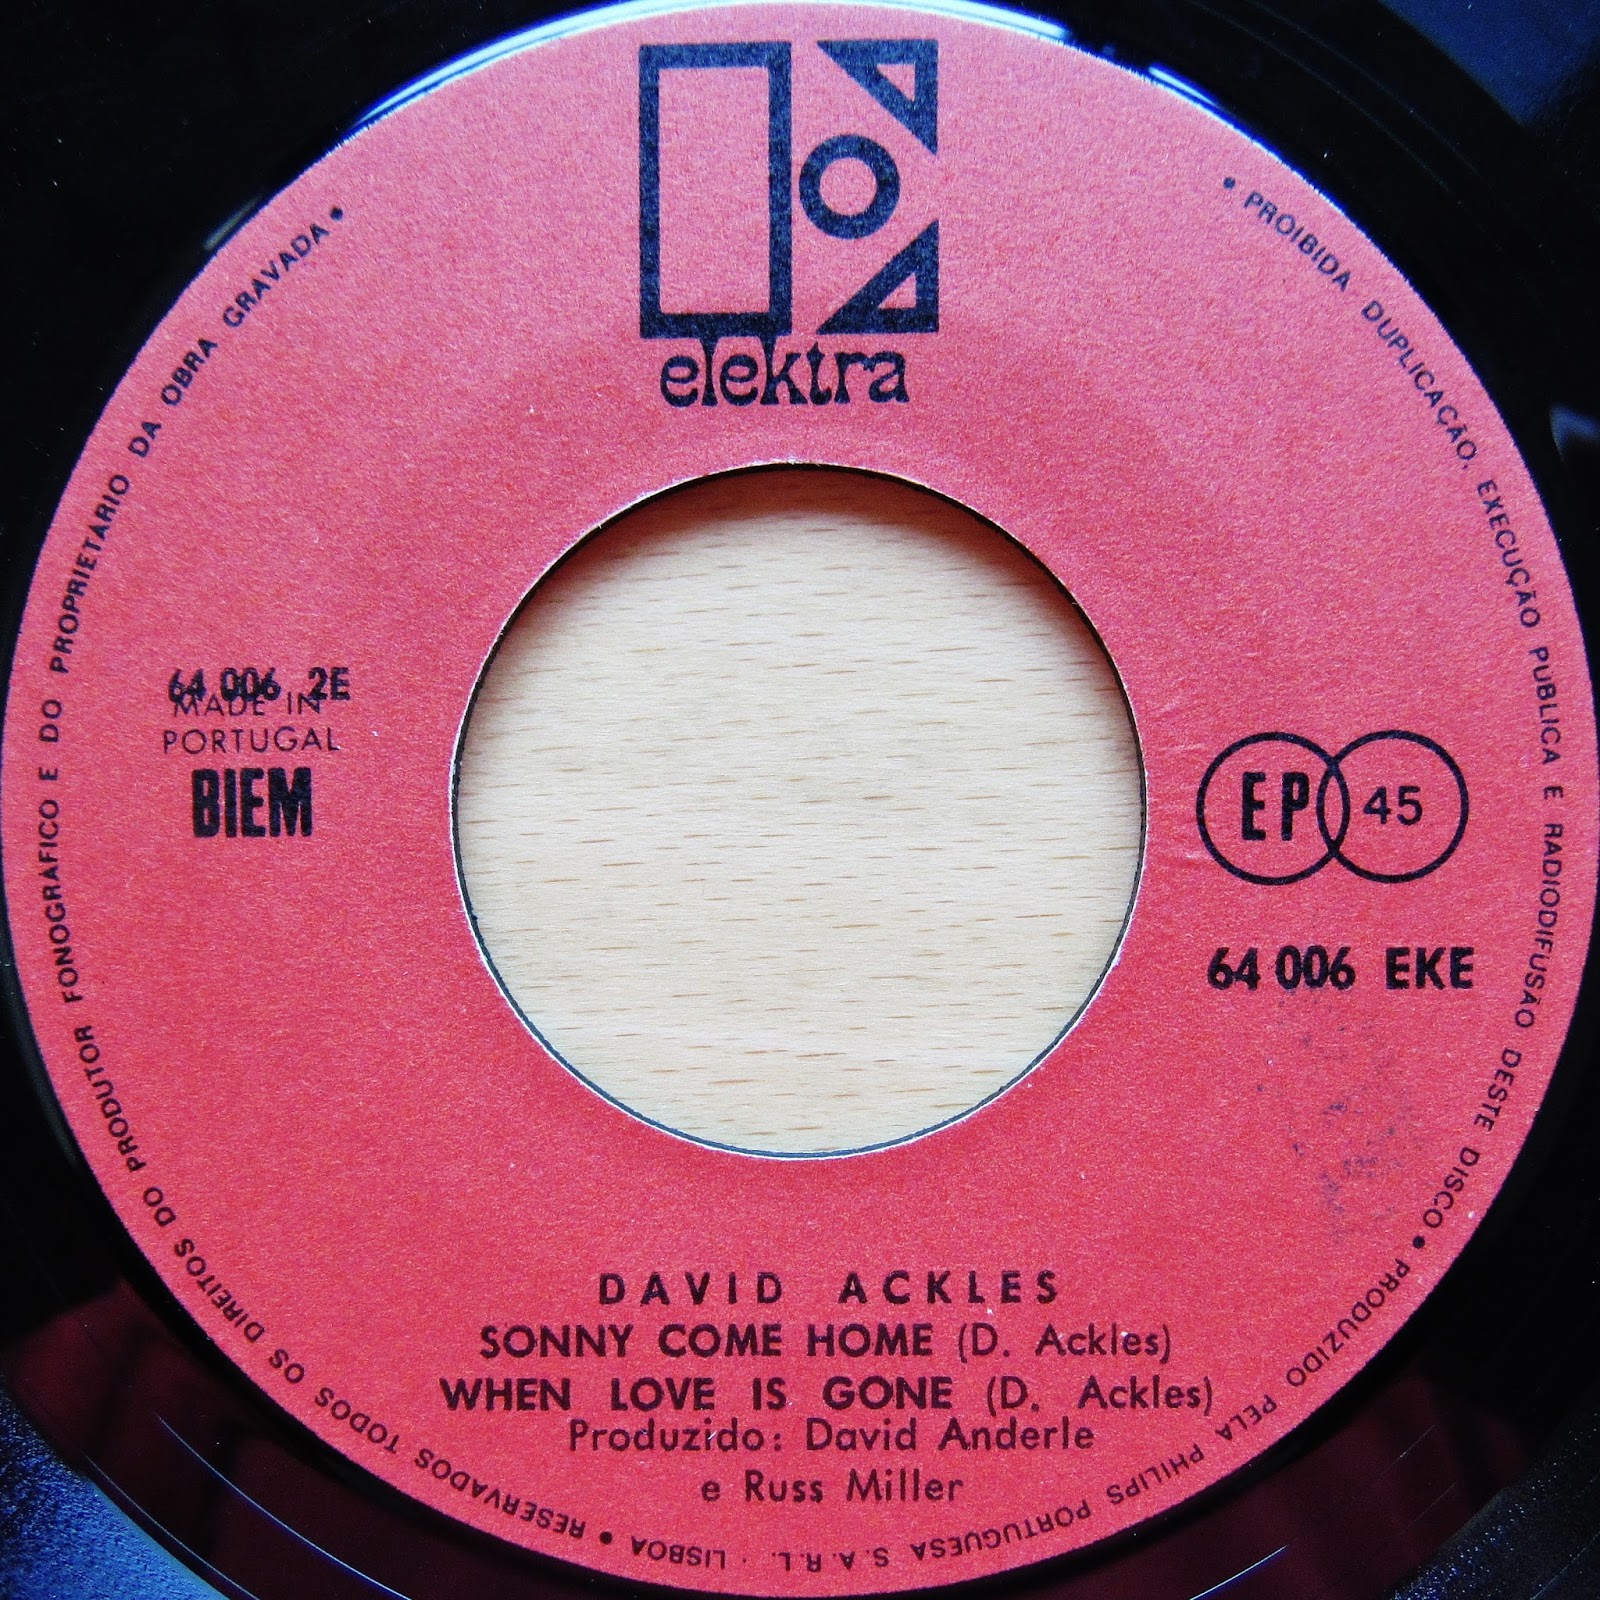 elektra
• PROIBIDA DUPLICAÇÃO, EXECUÇÃO PUBLICA E RADIODIFUSÃO DESTE DISCO • PRODUZIDO PELA PHILIPS PORTUGUESA S.A.R.L. · LISBOA • RESERVADOS TODOS OS DIREITOS DO PRODUTOR FONOGRÁFICO E DO PROPRIETÁRIO DA OBRA GRAVADA •
64 006 2E
MADE IN
PORTUGAL
BIEM
EP 45
64 006 EKE
DAVID ACKLES
SONNY COME HOME (D. Ackles)
WHEN LOVE IS GONE (D. Ackles)
Produzido: David Anderle
e Russ Miller